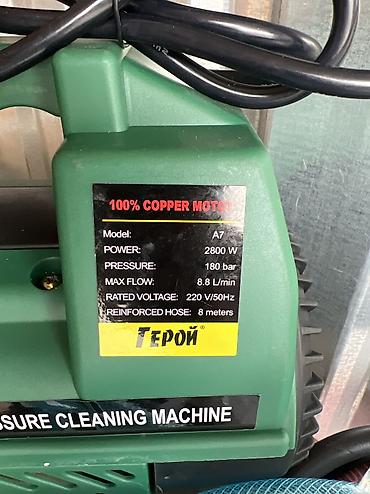 100% COPPER MOTOR
Model: A7
POWER: 2800 W
PRESSURE: 180 bar
MAX FLOW: 8.8 L/min
RATED VOLTAGE: 220 V/50Hz
REINFORCED HOSE: 8 meters
ГЕРОЙ®
SSURE CLEANING MACHINE